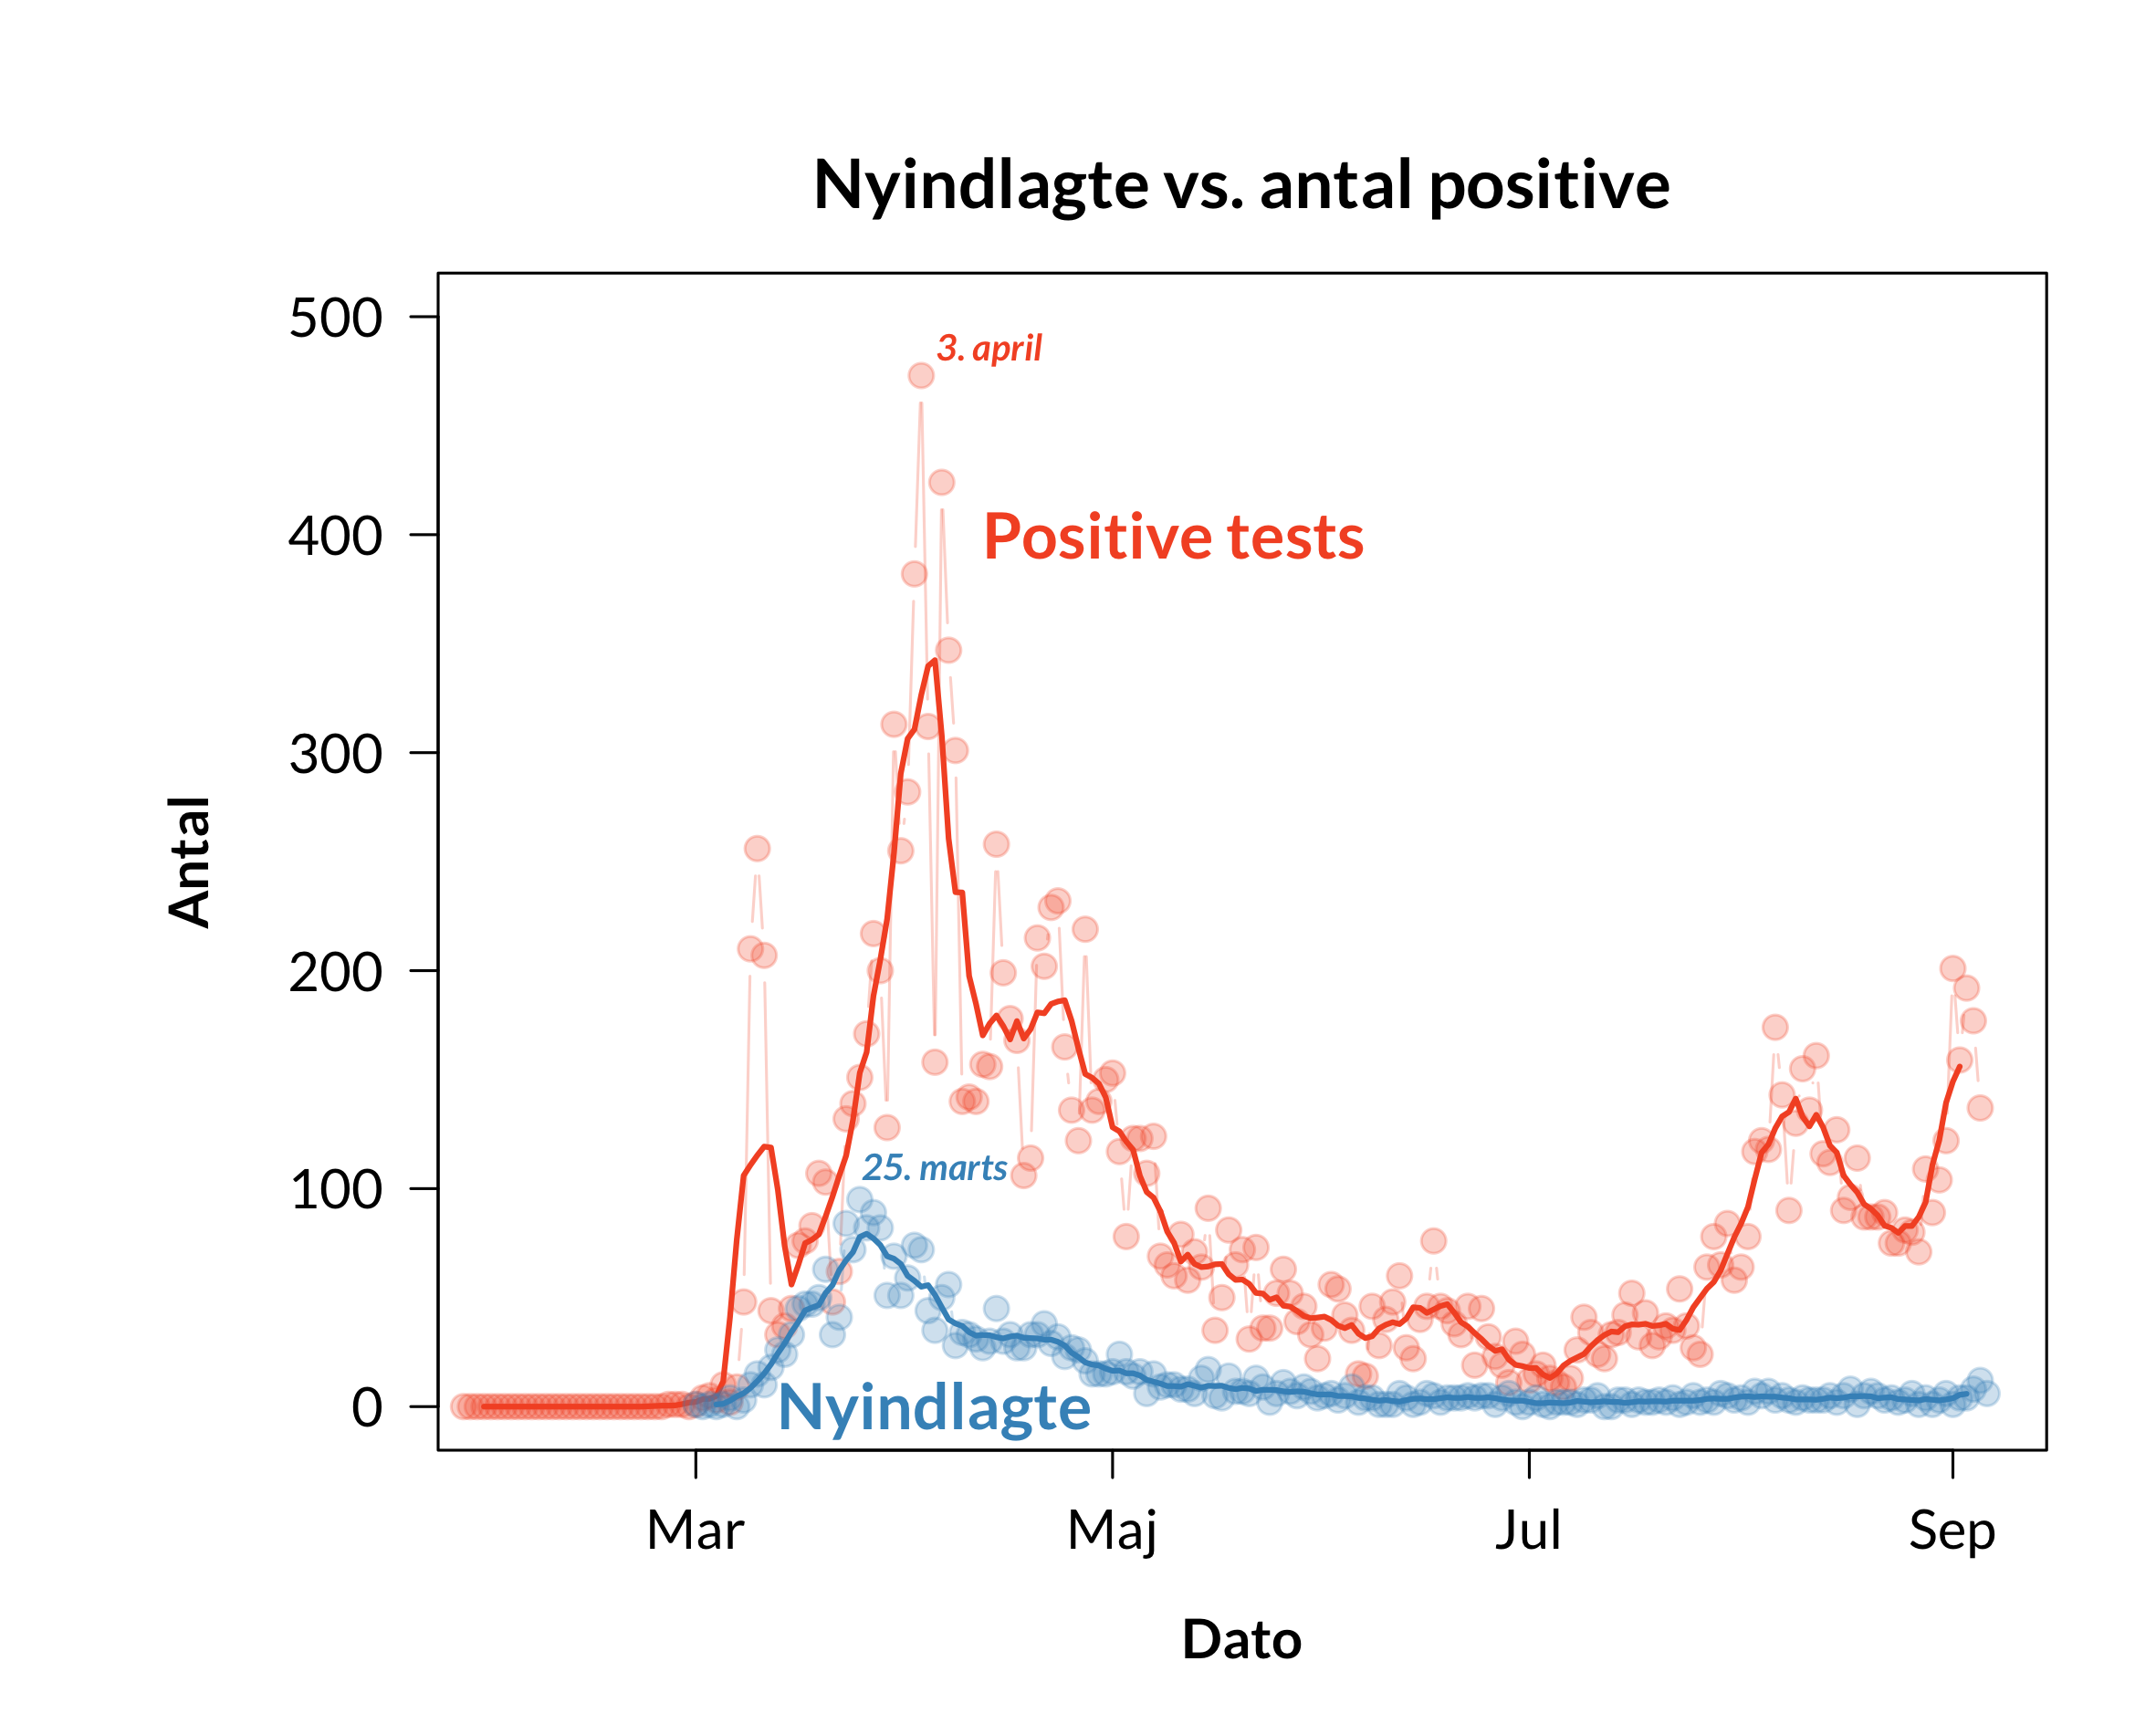 Nyindlagte vs. antal positive
500
400
300
200
100
0
Antal
3. april
Positive tests
25. marts
Nyindlagte
Mar
Maj
Jul
Sep
Dato